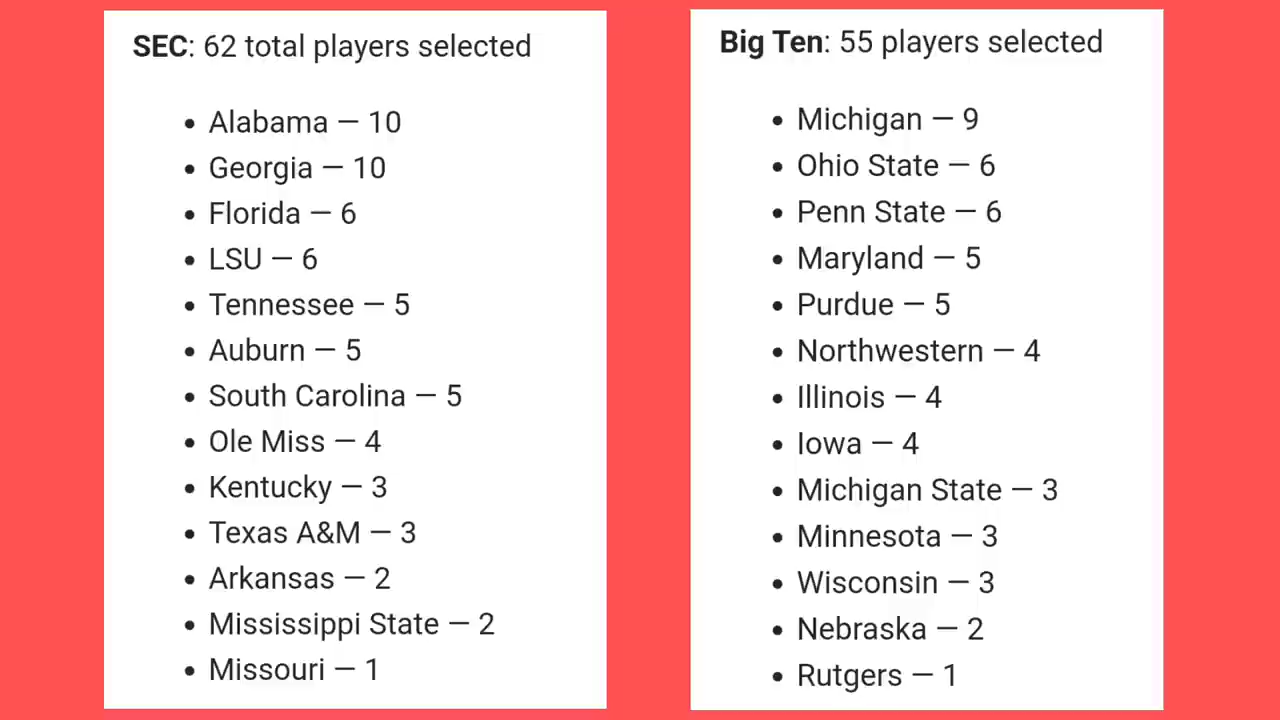 SEC: 62 total players selected
• Alabama — 10
• Georgia — 10
• Florida — 6
• LSU — 6
• Tennessee — 5
• Auburn — 5
• South Carolina — 5
• Ole Miss — 4
• Kentucky — 3
• Texas A&M — 3
• Arkansas — 2
• Mississippi State — 2
• Missouri — 1
Big Ten: 55 players selected
• Michigan — 9
• Ohio State — 6
• Penn State — 6
• Maryland — 5
• Purdue — 5
• Northwestern — 4
• Illinois — 4
• Iowa — 4
• Michigan State — 3
• Minnesota — 3
• Wisconsin — 3
• Nebraska — 2
• Rutgers — 1